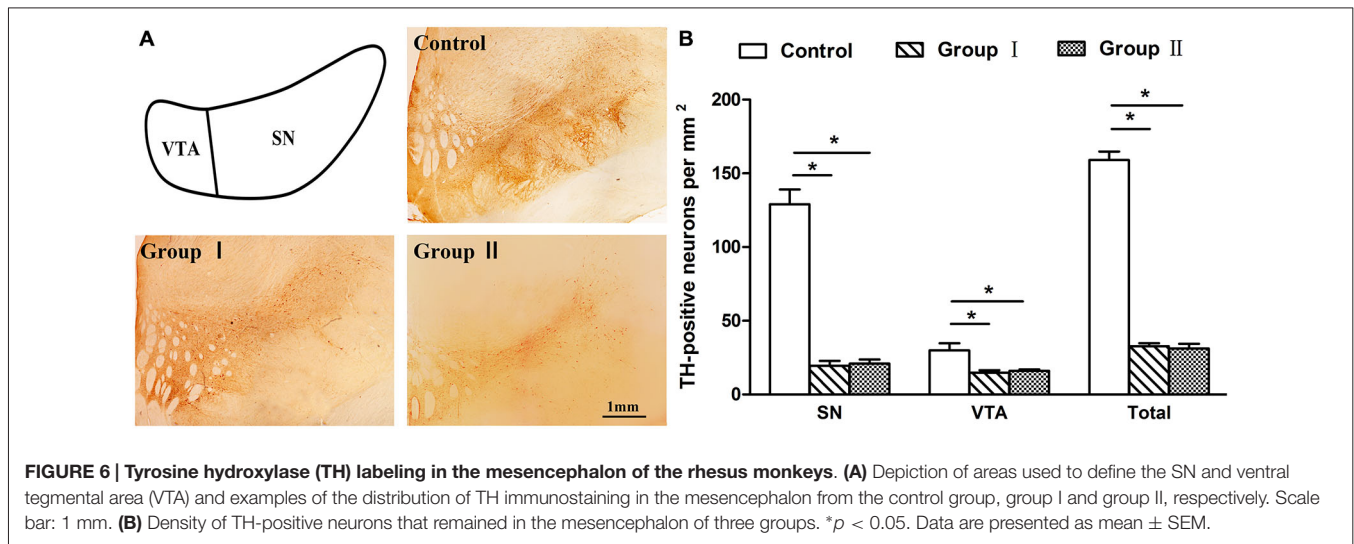 A
VTA
SN
Control
Group I
Group II
1mm
B
Control
Group I
Group II
TH-positive neurons per mm 2
200
150
100
50
0
*
*
*
*
*
*
SN
VTA
Total
FIGURE 6 | Tyrosine hydroxylase (TH) labeling in the mesencephalon of the rhesus monkeys. (A) Depiction of areas used to define the SN and ventral
tegmental area (VTA) and examples of the distribution of TH immunostaining in the mesencephalon from the control group, group I and group II, respectively. Scale
bar: 1 mm. (B) Density of TH-positive neurons that remained in the mesencephalon of three groups. *p < 0.05. Data are presented as mean ± SEM.